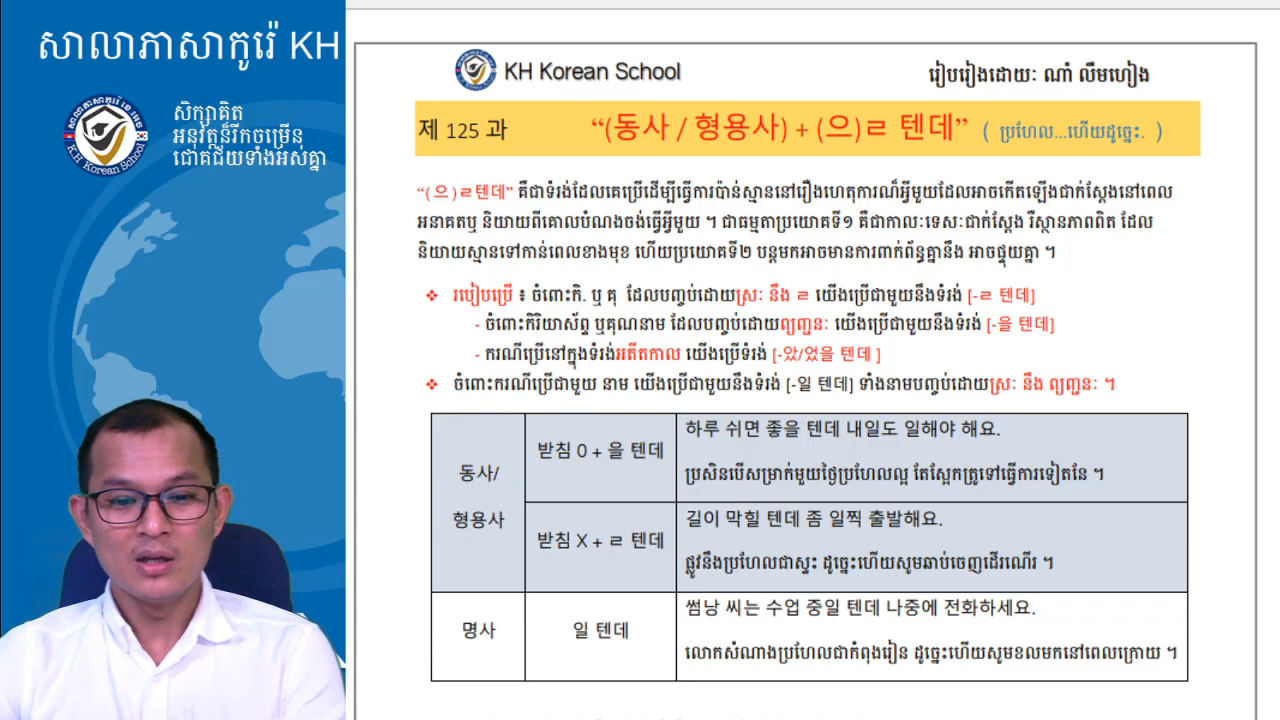 សាលាភាសាកូរ៉េ KH
សិក្សាគិត
អនុវត្តន៍រីកចម្រើន
ជោគជ័យទាំងអស់គ្នា
KH Korean School
រៀបរៀងដោយៈ ណាំ លឹមហៀង
제 125 과 “(동사 / 형용사) + (으)ㄹ 텐데” ( ប្រហែល...ហើយដូច្នេះ. )
“(으)ㄹ텐데” គឺជាទំរង់ដែលគេប្រើដើម្បីធ្វើការប៉ាន់ស្មាននៅរឿងហេតុការណ៏អ្វីមួយដែលអាចកើតឡើងជាក់ស្តែងនៅពេល
អនាគតឬ និយាយពីគោលបំណងចង់ធ្វើអ្វីមួយ ។ ជាធម្មតាប្រយោគទី១ គឺជាកាលៈទេសៈជាក់ស្តែង រឺស្ថានភាពពិត ដែល
និយាយស្មានទៅកាន់ពេលខាងមុខ ហើយប្រយោគទី២ បន្តមកអាចមានការពាក់ព័ន្ធគ្នានឹង អាចផ្ទុយគ្នា ។
❖ របៀបប្រើ ៖ ចំពោះកិ. ឬ គុ ដែលបញ្ចប់ដោយស្រៈ នឹង ㄹ យើងប្រើជាមួយនឹងទំរង់ [-ㄹ 텐데]
- ចំពោះកិរិយាស័ព្ទ ឬគុណនាម ដែលបញ្ចប់ដោយព្យញ្ជនៈ យើងប្រើជាមួយនឹងទំរង់ [-을 텐데]
- ករណីប្រើនៅក្នុងទំរង់អតីតកាល យើងប្រើទំរង់ [-았/었을 텐데 ]
❖ ចំពោះករណីប្រើជាមួយ នាម យើងប្រើជាមួយនឹងទំរង់ [-일 텐데] ទាំងនាមបញ្ចប់ដោយស្រៈ នឹង ព្យញ្ជនៈ ។
동사/
형용사
받침 0 + 을 텐데
하루 쉬면 좋을 텐데 내일도 일해야 해요.
ប្រសិនបើសម្រាក់មួយថ្ងៃប្រហែលល្អ តែស្អែកត្រូទៅធ្វើការទៀតនែ ។
받침 X + ㄹ 텐데
길이 막힐 텐데 좀 일찍 출발해요.
ផ្លូវនឹងប្រហែលជាស្ទះ ដូច្នេះហើយសូមឆាប់ចេញដើរណើរ ។
명사
일 텐데
썸낭 씨는 수업 중일 텐데 나중에 전화하세요.
លោកសំណាងប្រហែលជាកំពុងរៀន ដូច្នេះហើយសូមខលមកនៅពេលក្រោយ ។